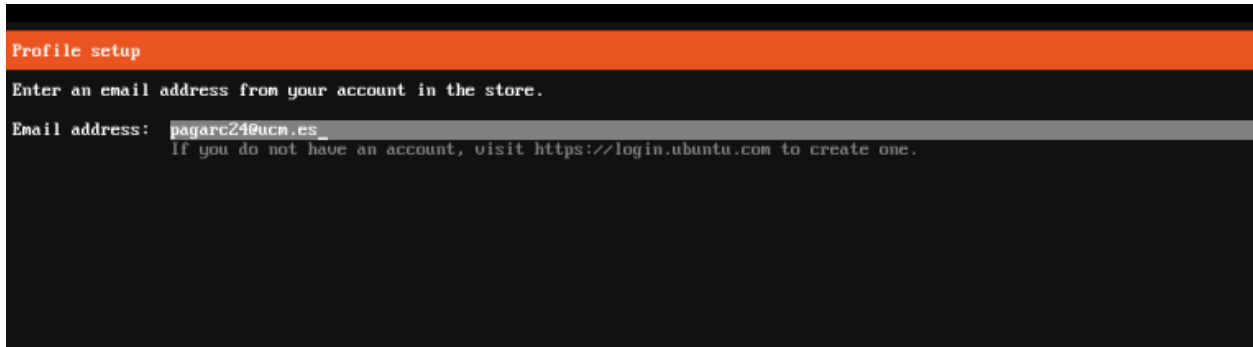 Profile setup
Enter an email address from your account in the store.
Email address: pagarc24@ucm.es_
If you do not have an account, visit https://login.ubuntu.com to create one.